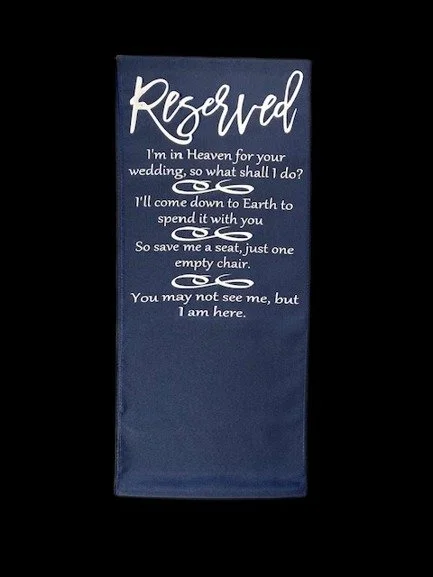 Reserved
I'm in Heaven for your
wedding, so what shall I do?
I'll come down to Earth to
spend it with you
So save me a seat, just one
empty chair.
You may not see me, but
I am here.